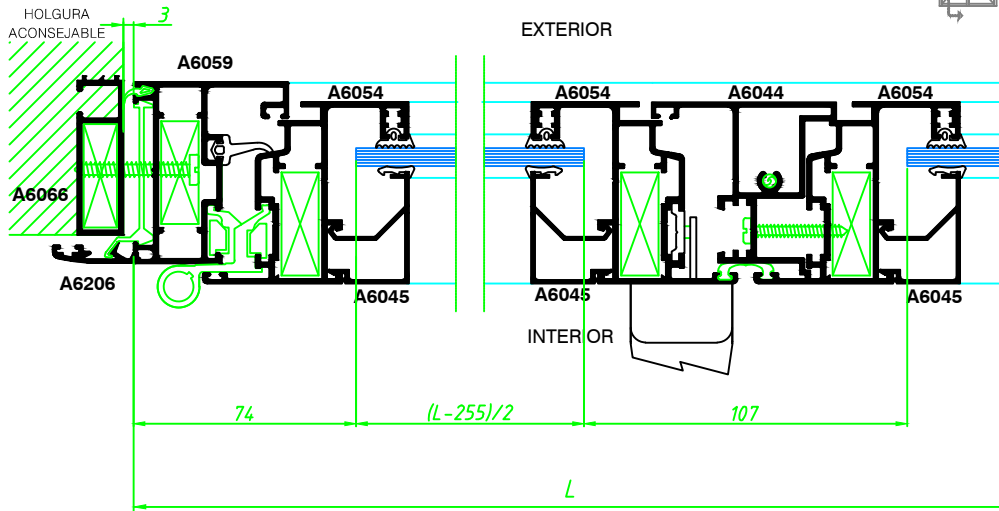 HOLGURA
ACONSEJABLE
3
EXTERIOR
A6059
A6054
A6054
A6044
A6054
A6066
A6206
A6045
A6045
A6045
INTERIOR
74
(L-255)/2
107
L